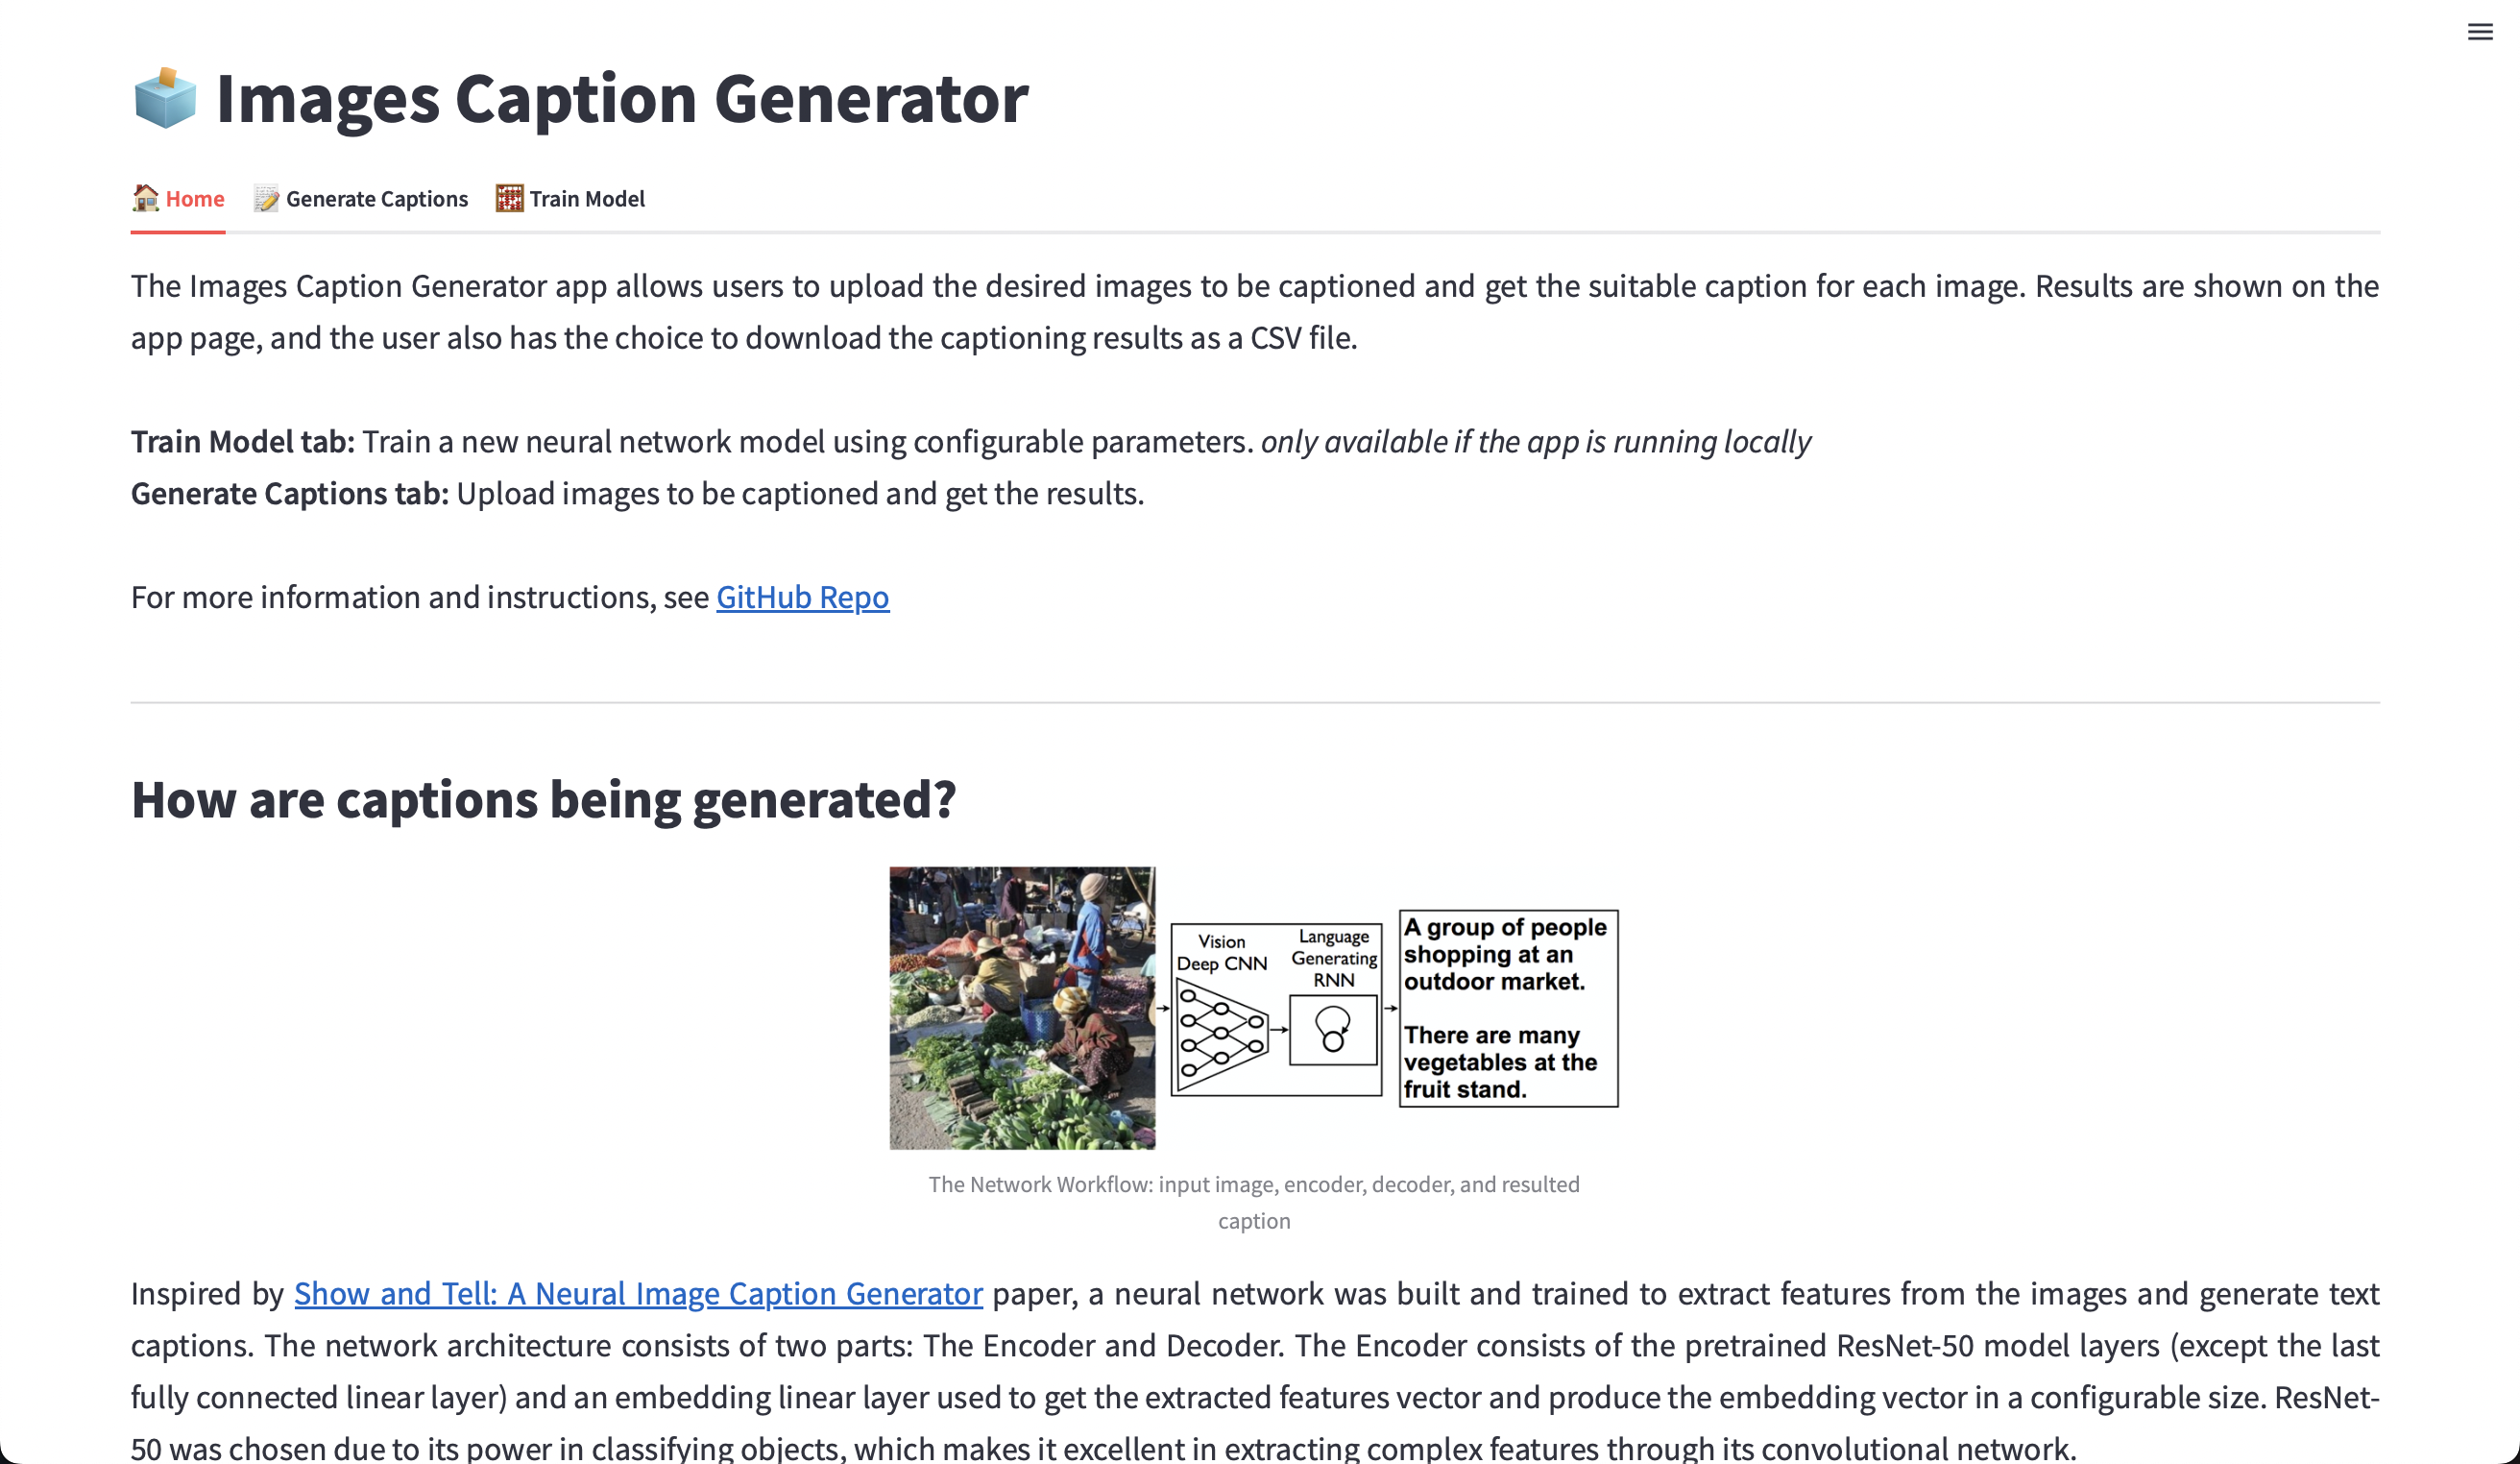 Images Caption Generator
Home Generate Captions Train Model
The Images Caption Generator app allows users to upload the desired images to be captioned and get the suitable caption for each image. Results are shown on the
app page, and the user also has the choice to download the captioning results as a CSV file.
Train Model tab: Train a new neural network model using configurable parameters. only available if the app is running locally
Generate Captions tab: Upload images to be captioned and get the results.
For more information and instructions, see GitHub Repo
How are captions being generated?
Vision
Deep CNN
Language
Generating
RNN
A group of people
shopping at an
outdoor market.
There are many
vegetables at the
fruit stand.
The Network Workflow: input image, encoder, decoder, and resulted
caption
Inspired by Show and Tell: A Neural Image Caption Generator paper, a neural network was built and trained to extract features from the images and generate text
captions. The network architecture consists of two parts: The Encoder and Decoder. The Encoder consists of the pretrained ResNet-50 model layers (except the last
fully connected linear layer) and an embedding linear layer used to get the extracted features vector and produce the embedding vector in a configurable size. ResNet-
50 was chosen due to its power in classifying objects, which makes it excellent in extracting complex features through its convolutional network.